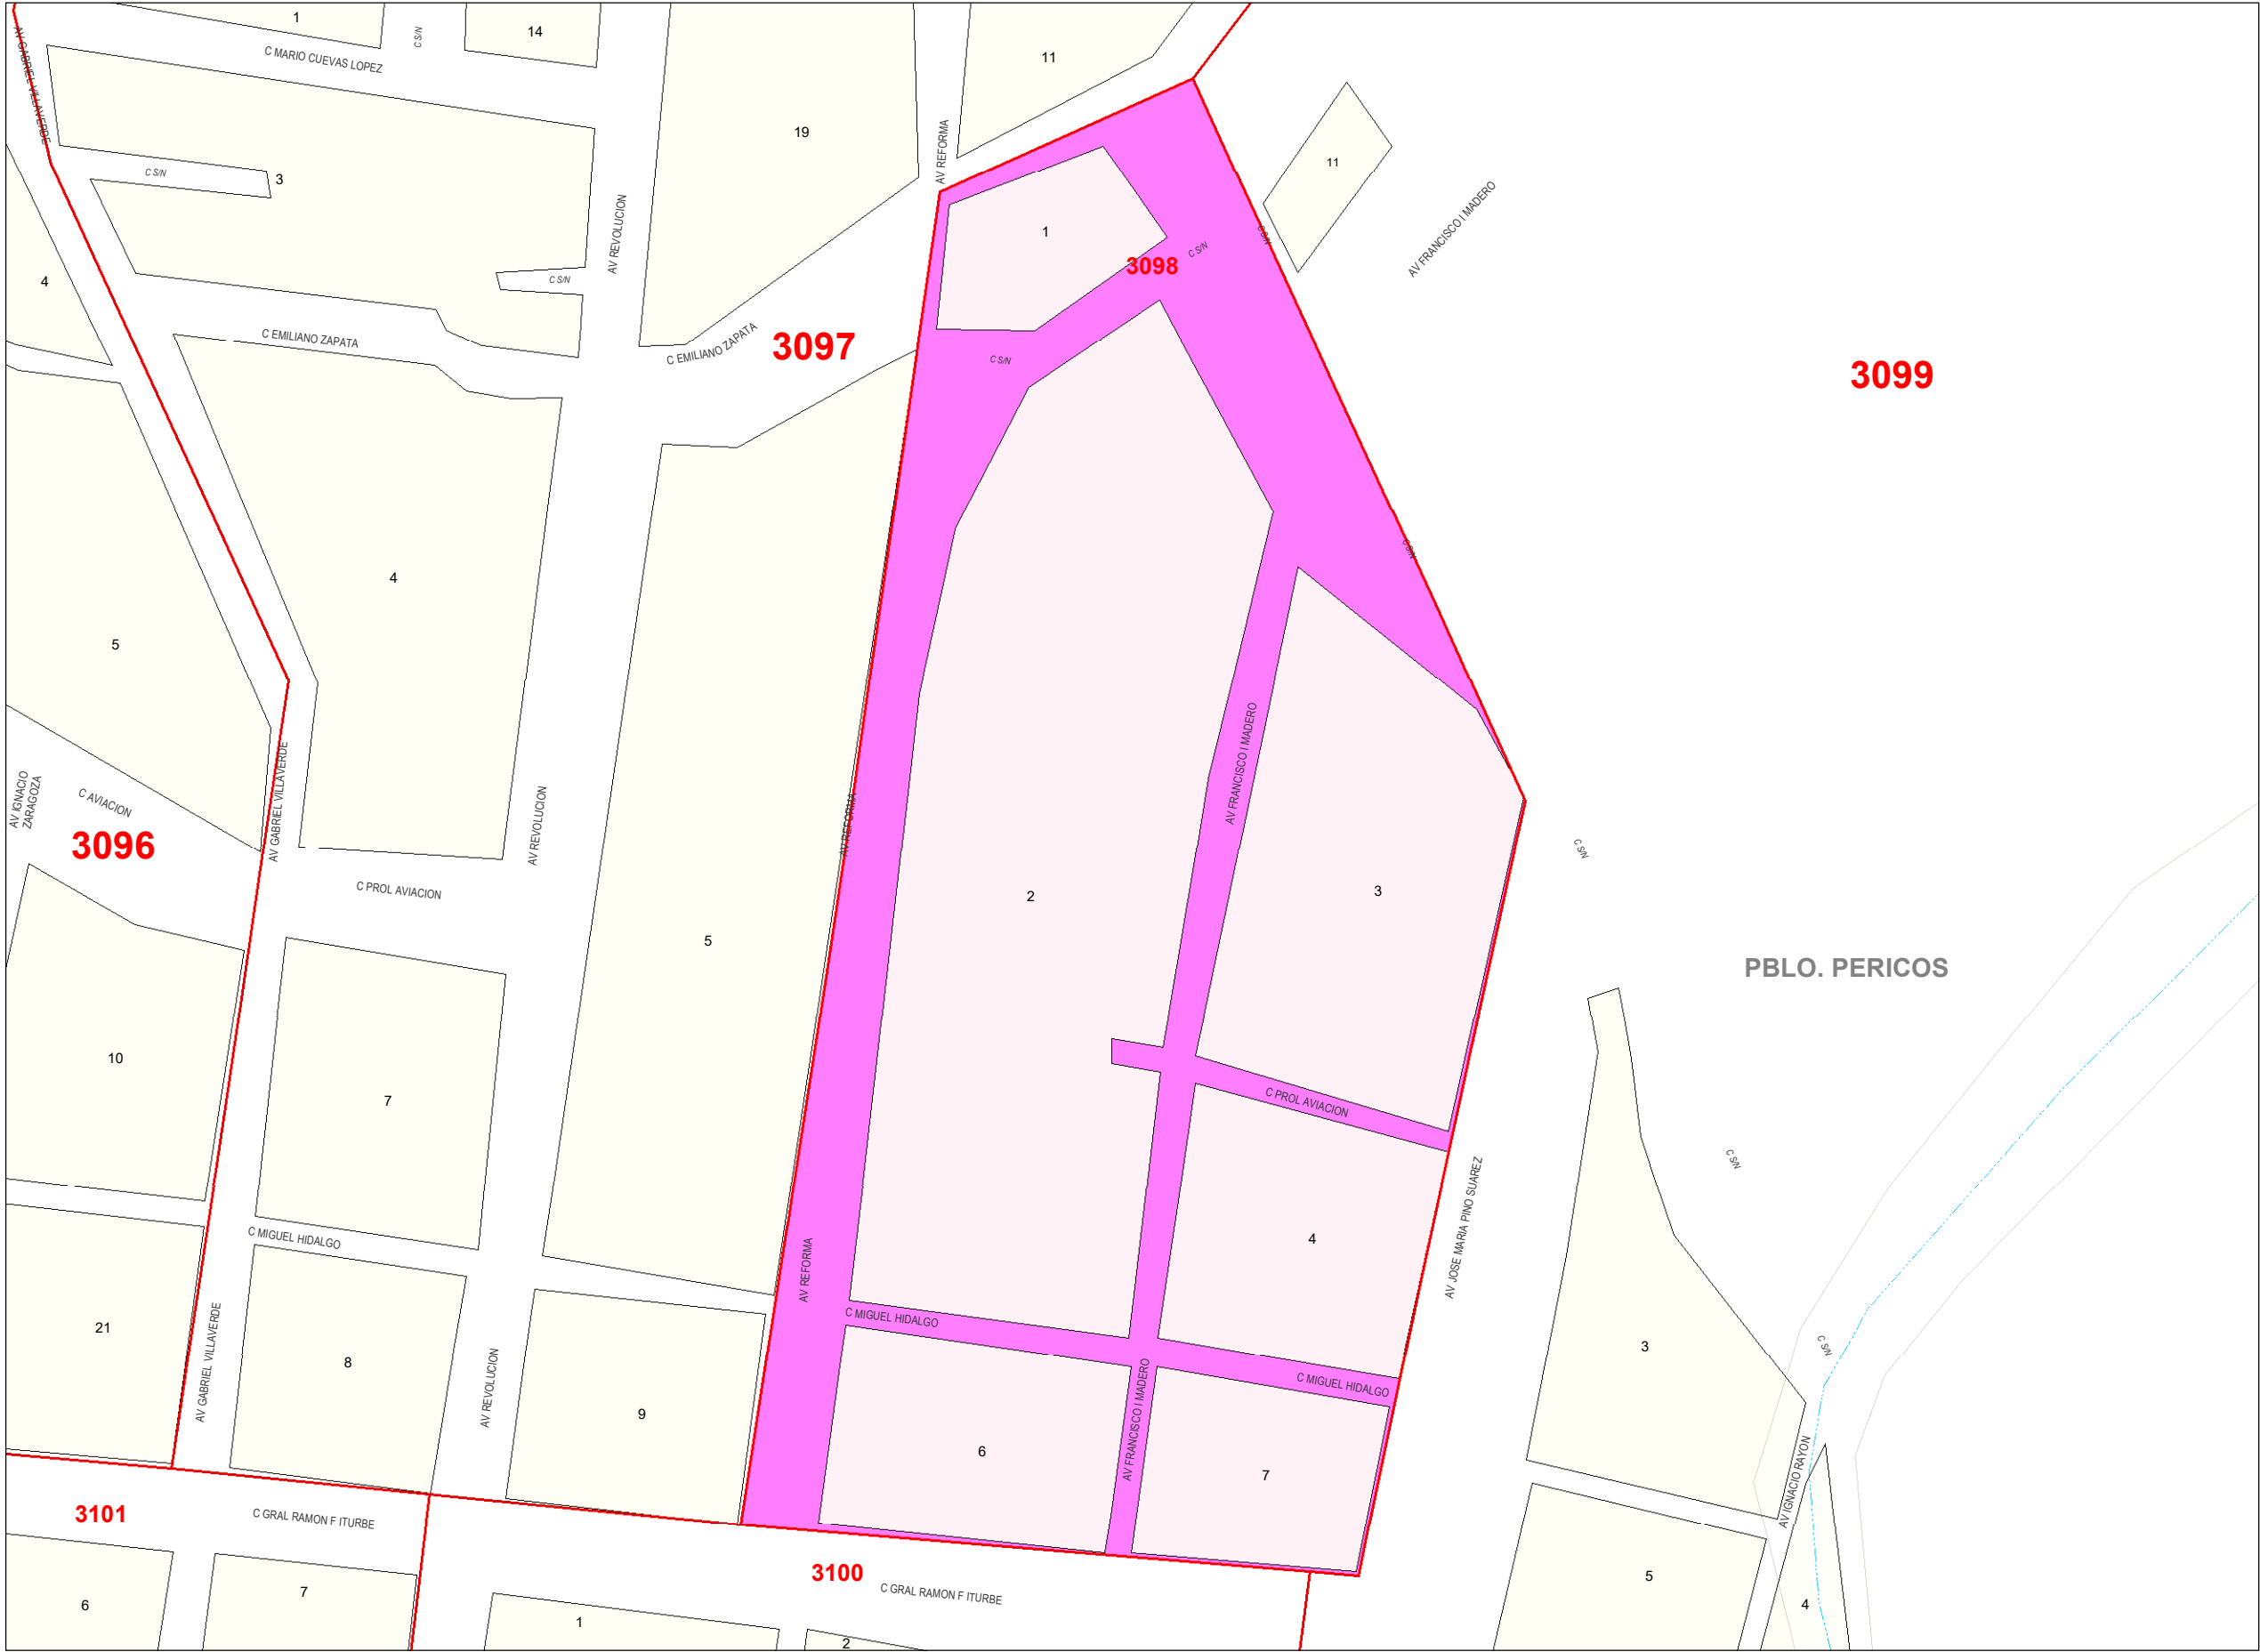 1
14
11
C S/N
C MARIO CUEVAS LOPEZ
AV GABRIEL VILLAVERDE
19
AV REFORMA
11
C S/N
3
AV REVOLUCION
1
C S/N
C S/N
AV FRANCISCO I MADERO
3098
4
C S/N
C EMILIANO ZAPATA
C EMILIANO ZAPATA
3097
C S/N
3099
C S/N
4
5
AV FRANCISCO I MADERO
AV IGNACIO
ZARAGOZA
C AVIACION
3096
AV GABRIEL VILLAVERDE
AV REVOLUCION
AV REFORMA
C S/N
C PROL AVIACION
2
3
5
PBLO. PERICOS
10
7
C PROL AVIACION
C S/N
AV JOSE MARIA PINO SUAREZ
C MIGUEL HIDALGO
4
AV REFORMA
21
AV GABRIEL VILLAVERDE
8
AV REVOLUCION
C MIGUEL HIDALGO
3
C S/N
9
AV FRANCISCO I MADERO
C MIGUEL HIDALGO
6
7
AV IGNACIO RAYON
3101
C GRAL RAMON F ITURBE
3100
C GRAL RAMON F ITURBE
5
6
7
1
2
4